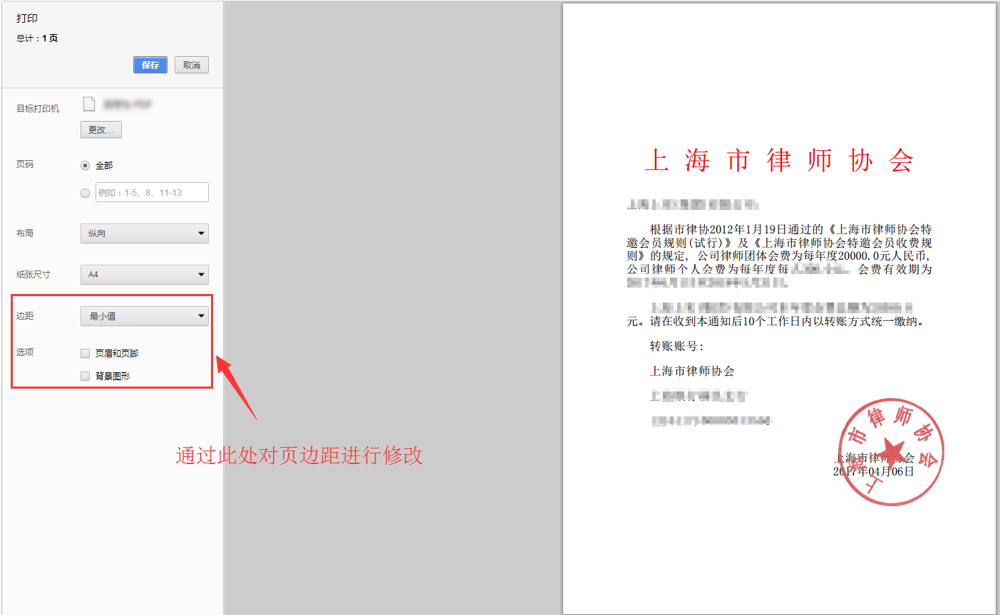 打印
总计：1 页
保存
取消
目标打印机
更改...
页码
全部
例如：1-5、8、11-13
布局
纵向
纸张尺寸
A4
边距
最小值
选项
页眉和页脚
背景图形
通过此处对页边距进行修改
上海市律师协会
根据市律协2012年1月19日通过的《上海市律师协会特
邀会员规则(试行)》及《上海市律师协会特邀会员收费规
则》的规定, 公司律师团体会费为每年度20000.0元人民币,
公司律师个人会费为每年度每
会费有效期为
元。请在收到本通知后10个工作日内以转账方式统一缴纳。
转账账号:
上海市律师协会
上海市律师协会
2017年04月06日
上海市律师协会